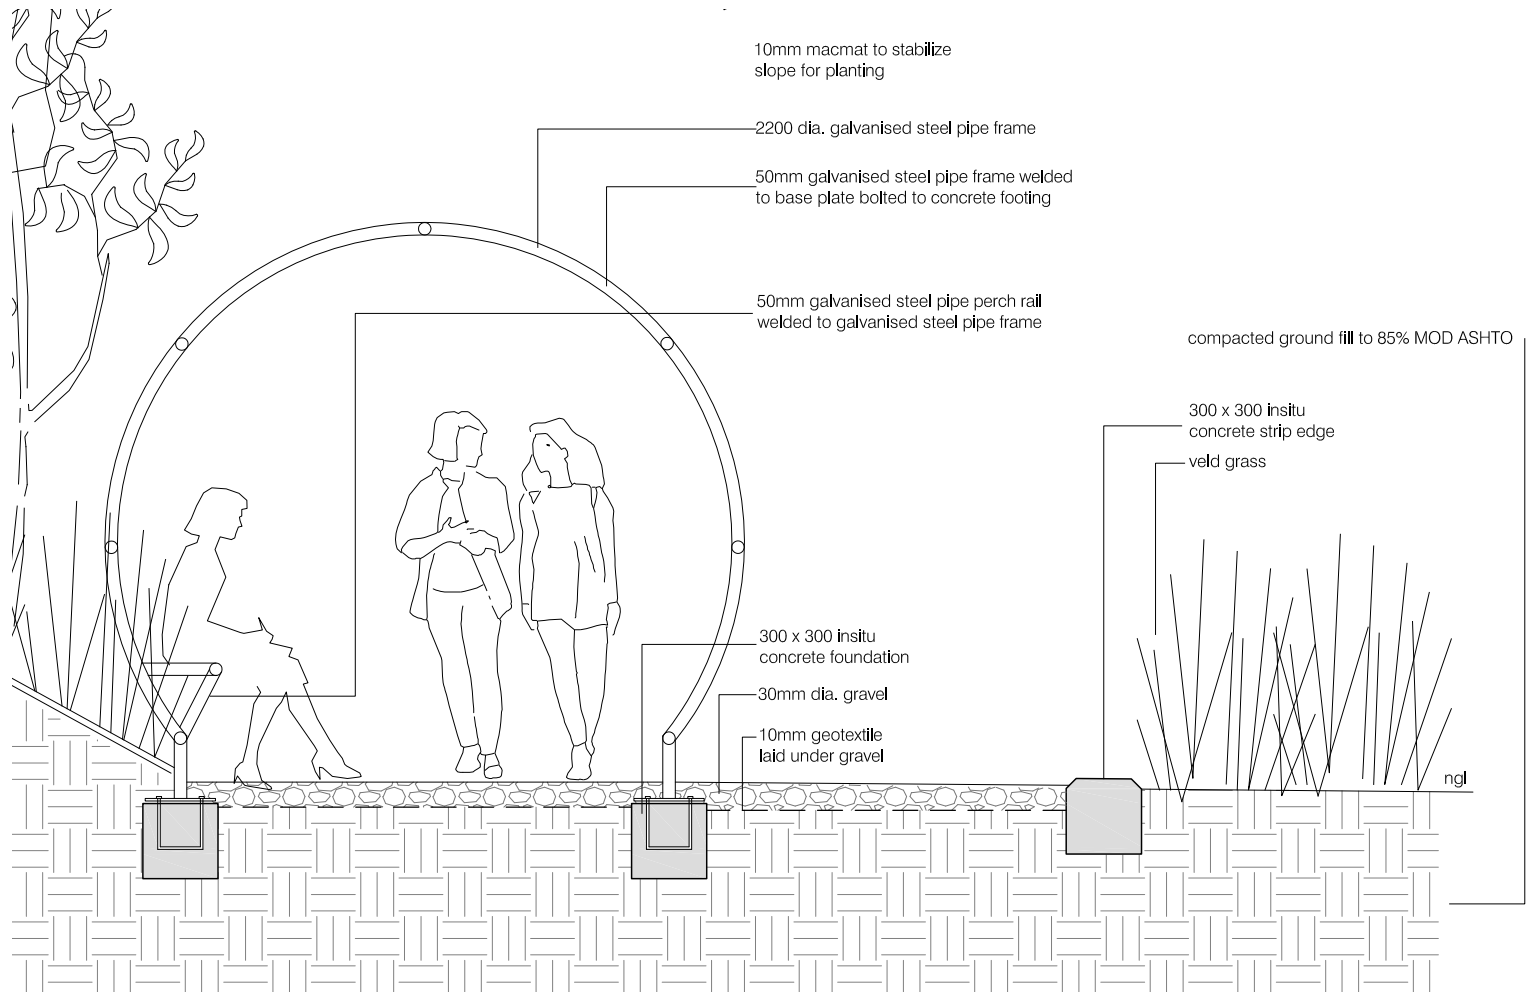 10mm macmat to stabilize
slope for planting
2200 dia. galvanised steel pipe frame
50mm galvanised steel pipe frame welded
to base plate bolted to concrete footing
50mm galvanised steel pipe perch rail
welded to galvanised steel pipe frame
compacted ground fill to 85% MOD ASHTO
300 x 300 insitu
concrete strip edge
veld grass
300 x 300 insitu
concrete foundation
30mm dia. gravel
10mm geotextile
laid under gravel
ngl